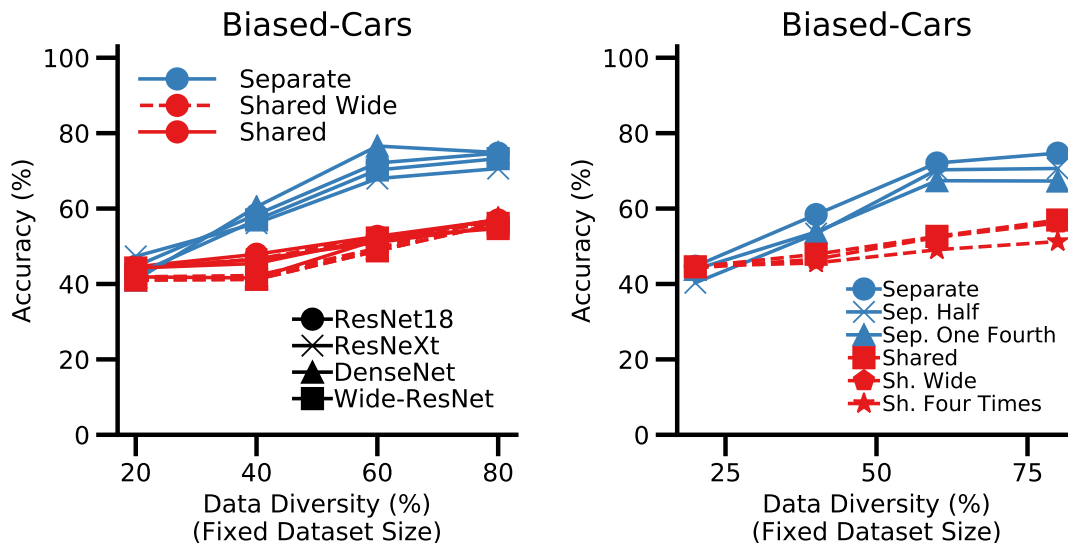 Biased-Cars
100
80
60
40
20
0
Accuracy (%)
Separate
Shared Wide
Shared
ResNet18
ResNeXt
DenseNet
Wide-ResNet
20 40 60 80
Data Diversity (%)
(Fixed Dataset Size)
Biased-Cars
100
80
60
40
20
0
Accuracy (%)
Separate
Sep. Half
Sep. One Fourth
Shared
Sh. Wide
Sh. Four Times
25 50 75
Data Diversity (%)
(Fixed Dataset Size)